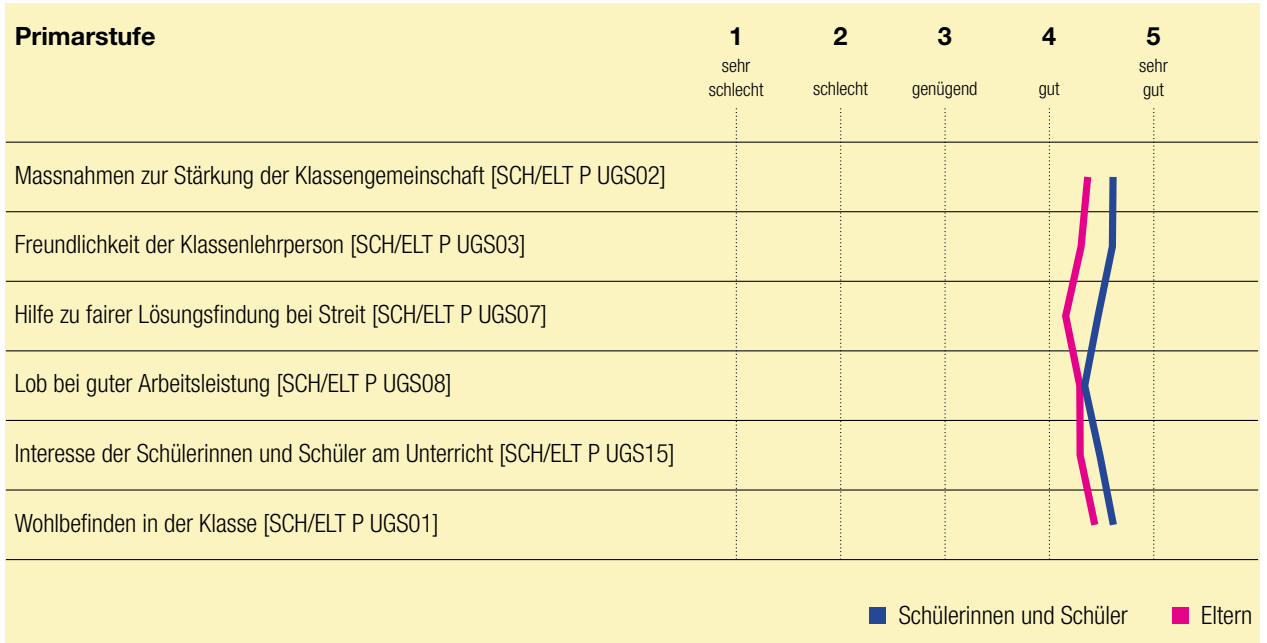 Primarstufe 1 2 3 4 5
sehr schlecht schlecht genügend gut sehr gut
Massnahmen zur Stärkung der Klassengemeinschaft [SCH/ELT P UGS02]
Freundlichkeit der Klassenlehrperson [SCH/ELT P UGS03]
Hilfe zu fairer Lösungsfindung bei Streit [SCH/ELT P UGS07]
Lob bei guter Arbeitsleistung [SCH/ELT P UGS08]
Interesse der Schülerinnen und Schüler am Unterricht [SCH/ELT P UGS15]
Wohlbefinden in der Klasse [SCH/ELT P UGS01]
Schülerinnen und Schüler Eltern